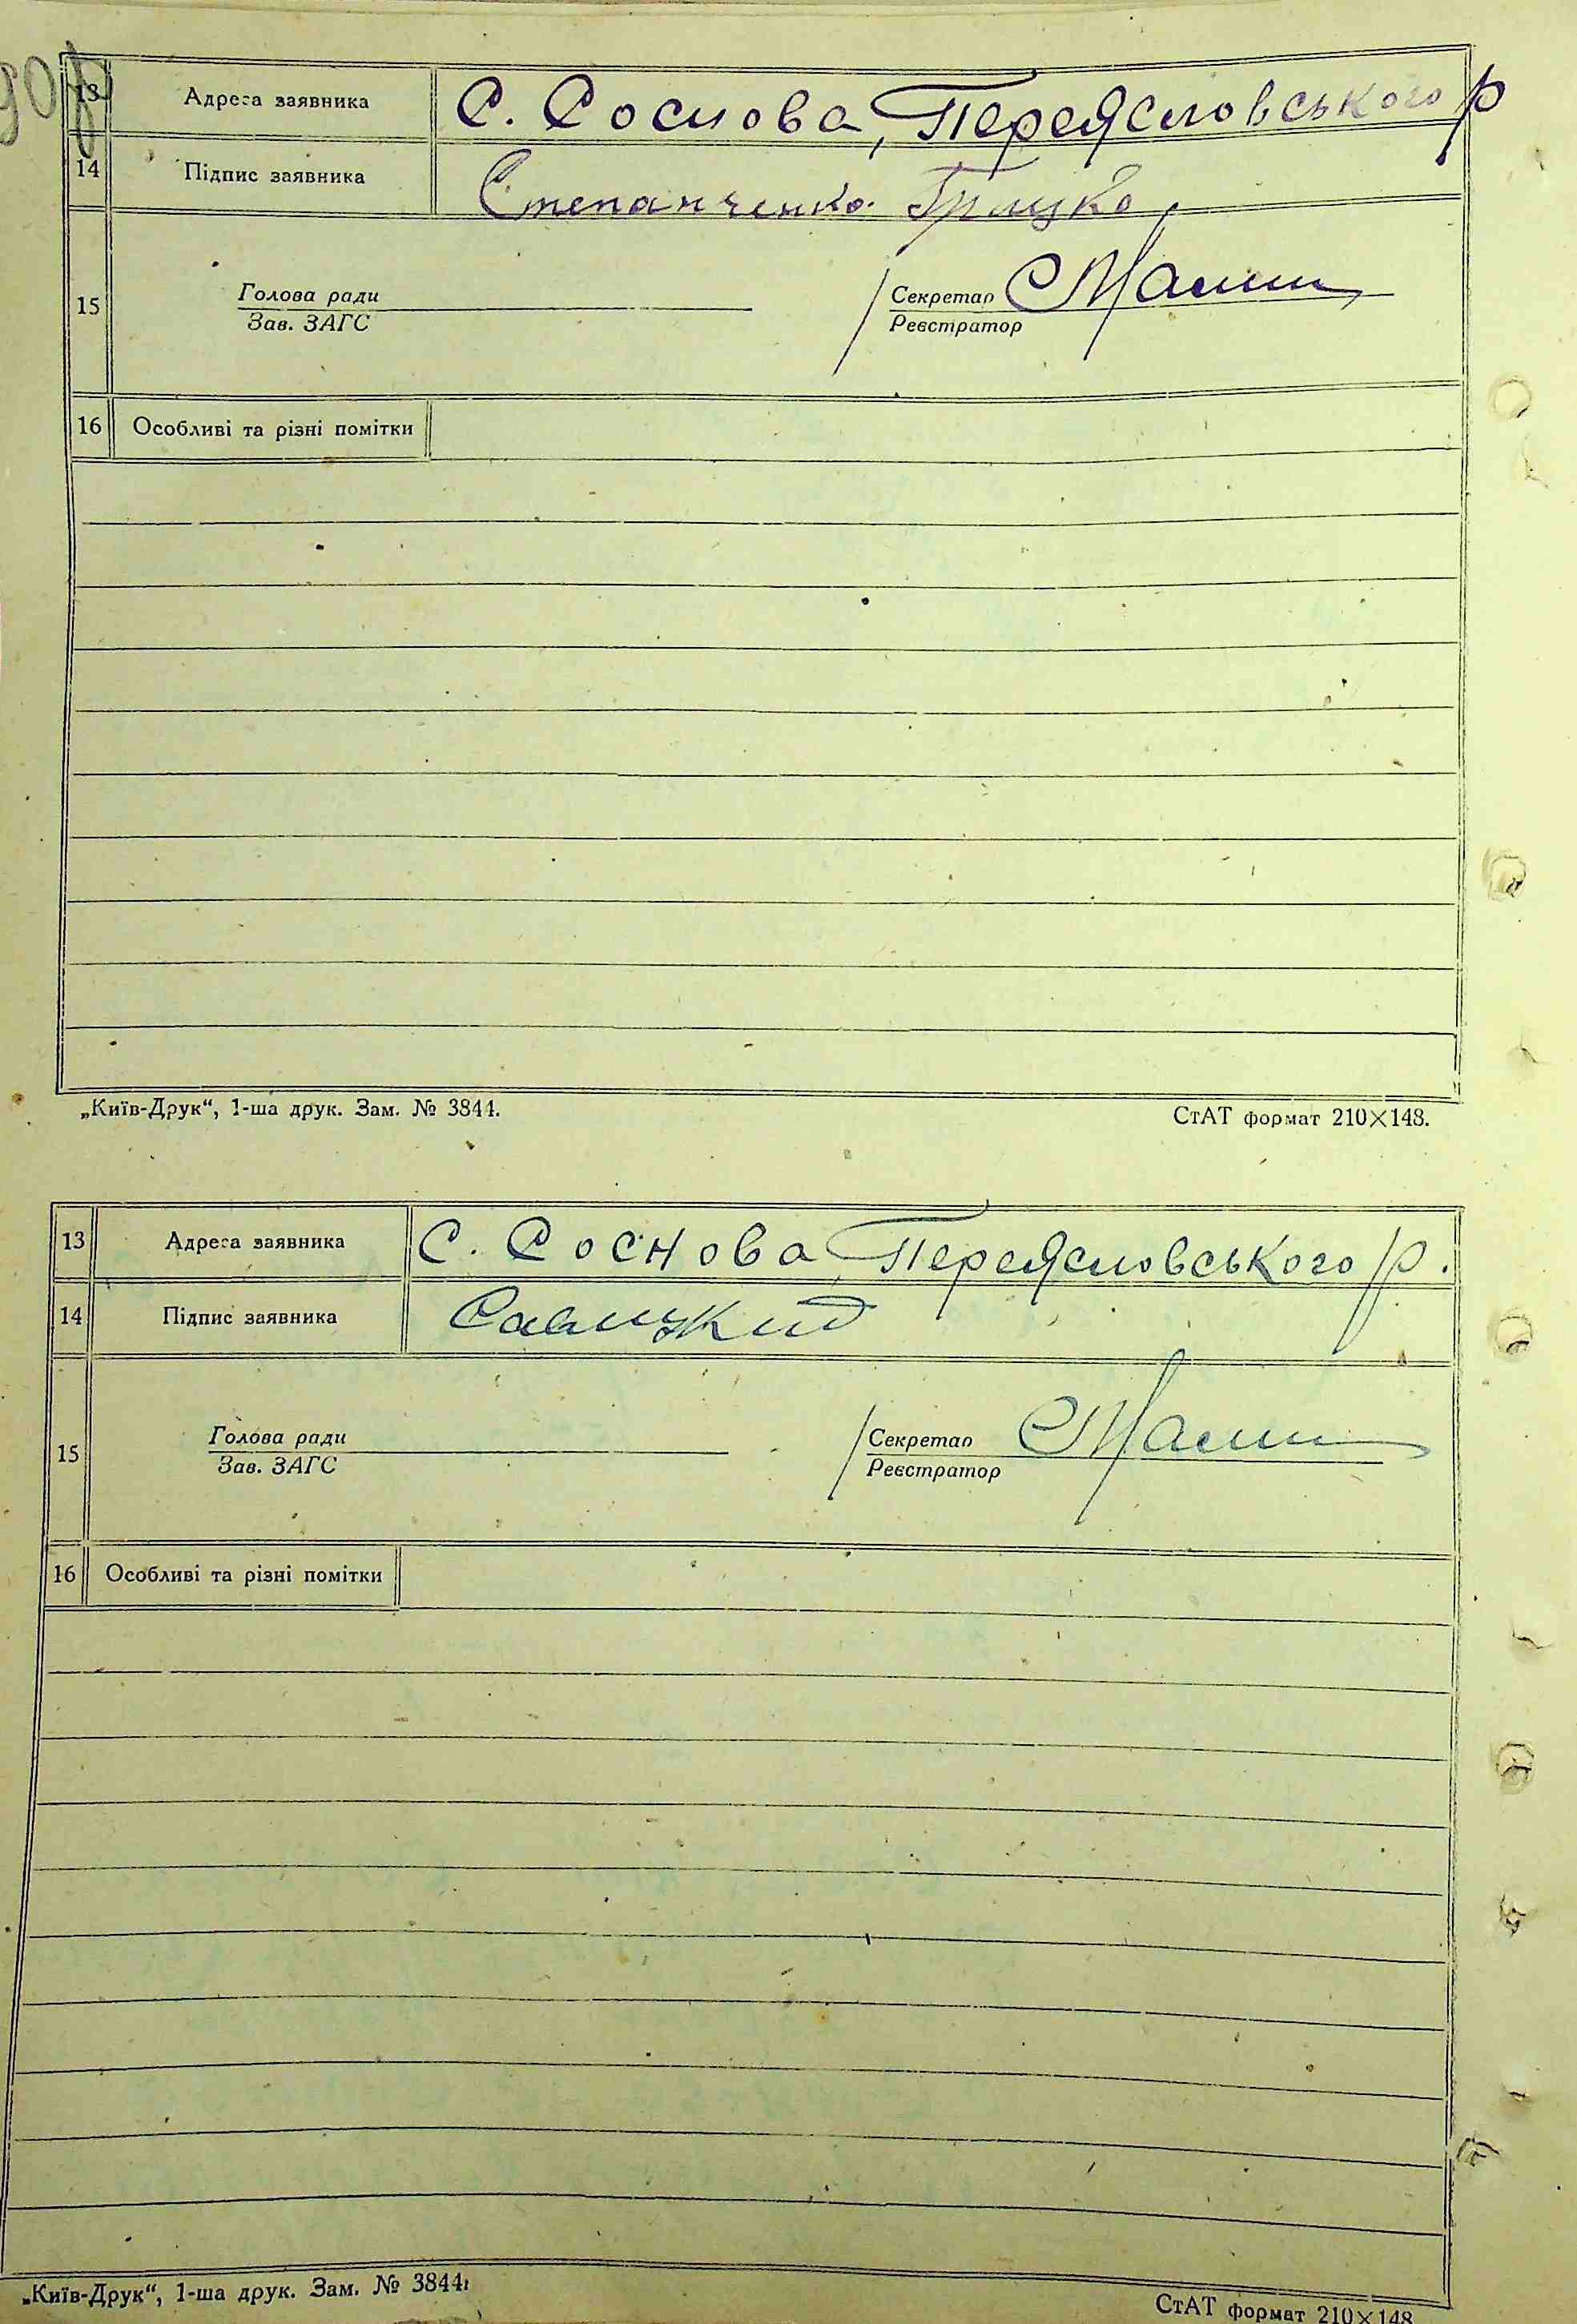 90
13 Адреса заявника С. Соснова, Переяславського р
14 Підпис заявника Степанченко Грицко
15 Голова ради Секретар
Зав. ЗАГС Реєстратор
16 Особливі та різні помітки
„Київ-Друк“, 1-ша друк. Зам. № 3844. СтАТ формат 210×148.
13 Адреса заявника С. Соснова Переяславського р.
14 Підпис заявника Савицкий
15 Голова ради Секретар
Зав. ЗАГС Реєстратор
16 Особливі та різні помітки
„Київ-Друк“, 1-ша друк. Зам. № 3844. СтАТ формат 210×148